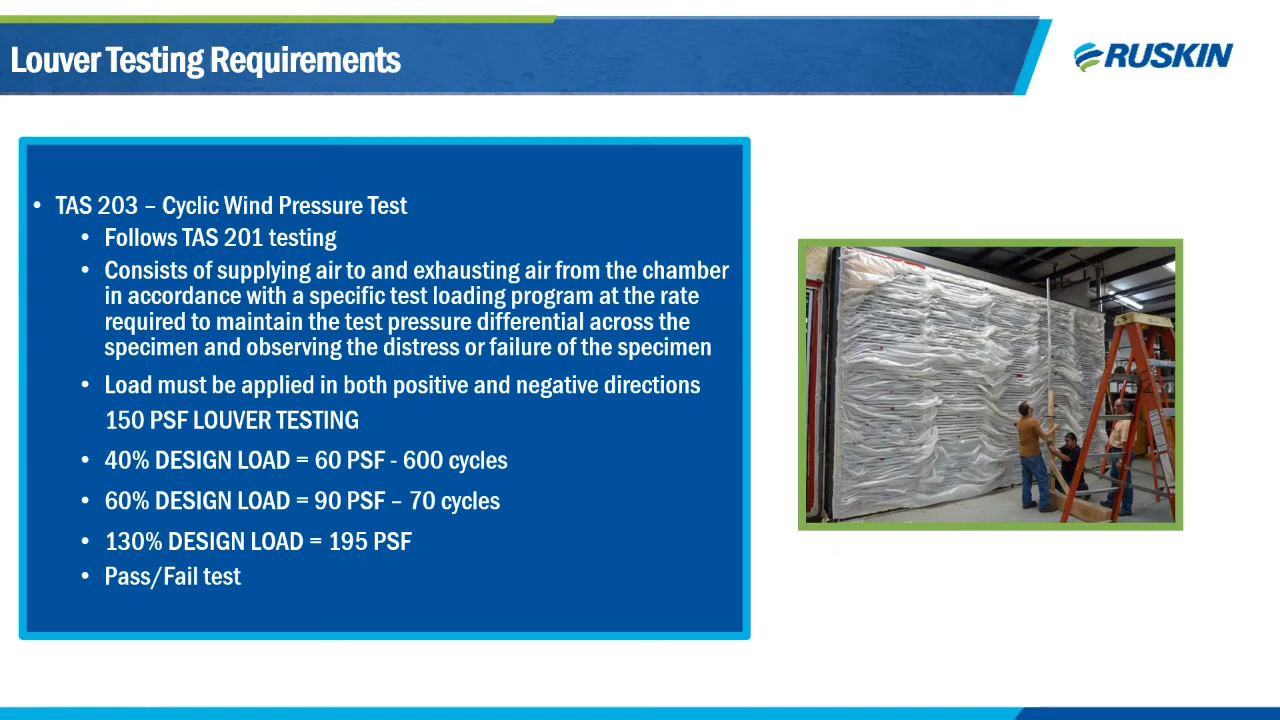 Louver Testing Requirements
RUSKIN
• TAS 203 – Cyclic Wind Pressure Test
• Follows TAS 201 testing
• Consists of supplying air to and exhausting air from the chamber
in accordance with a specific test loading program at the rate
required to maintain the test pressure differential across the
specimen and observing the distress or failure of the specimen
• Load must be applied in both positive and negative directions
150 PSF LOUVER TESTING
• 40% DESIGN LOAD = 60 PSF - 600 cycles
• 60% DESIGN LOAD = 90 PSF – 70 cycles
• 130% DESIGN LOAD = 195 PSF
• Pass/Fail test